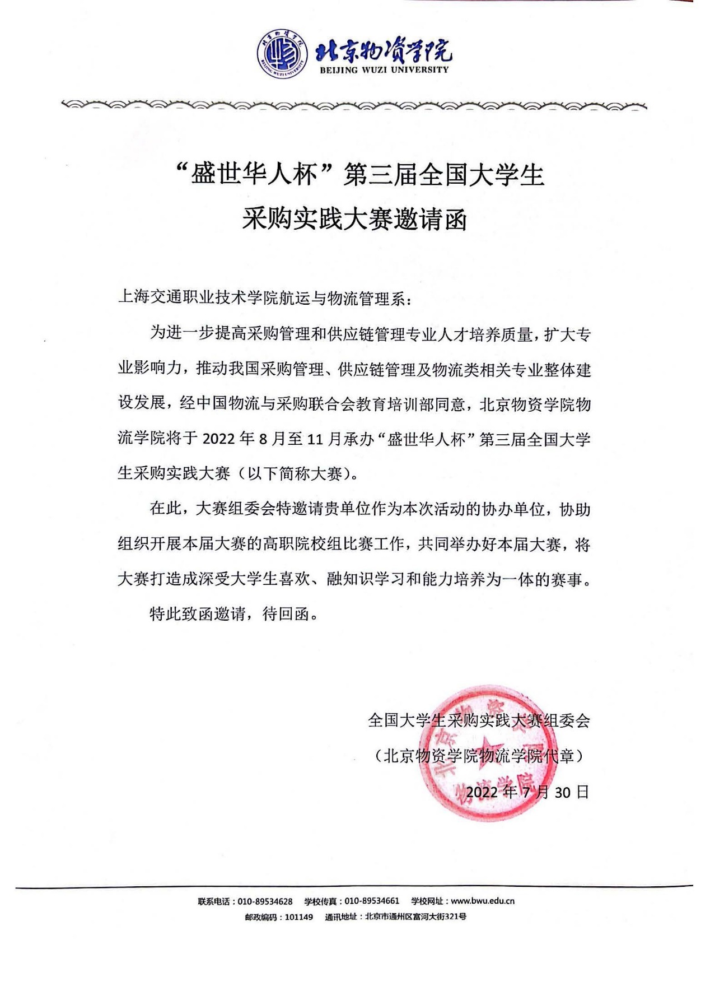 北京物资学院
BEIJING WUZI UNIVERSITY
“盛世华人杯”第三届全国大学生
采购实践大赛邀请函
上海交通职业技术学院航运与物流管理系：
为进一步提高采购管理和供应链管理专业人才培养质量，扩大专
业影响力，推动我国采购管理、供应链管理及物流类相关专业整体建
设发展，经中国物流与采购联合会教育培训部同意，北京物资学院物
流学院将于 2022 年 8 月至 11 月承办“盛世华人杯”第三届全国大学
生采购实践大赛（以下简称大赛）。
在此，大赛组委会特邀请贵单位作为本次活动的协办单位，协助
组织开展本届大赛的高职院校组比赛工作，共同举办好本届大赛，将
大赛打造成深受大学生喜欢、融知识学习和能力培养为一体的赛事。
特此致函邀请，待回函。
全国大学生采购实践大赛组委会
（北京物资学院物流学院代章）
2022 年 7 月 30 日
北京物资学院
物流学院
联系电话：010-89534628 学校传真：010-89534661 学校网址：www.bwu.edu.cn
邮政编码：101149 通讯地址：北京市通州区富河大街321号